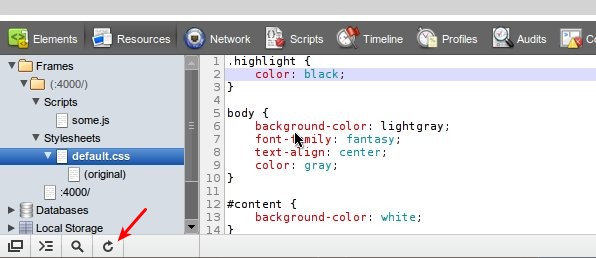 Elements Resources Network Scripts Timeline Profiles Audits Co
Frames
(:4000/)
Scripts
some.js
Stylesheets
default.css
(original)
:4000/
Databases
Local Storage
1 .highlight {
2 color: black;
3 }
4
5 body {
6 background-color: lightgray;
7 font-family: fantasy;
8 text-align: center;
9 color: gray;
10 }
11
12 #content {
13 background-color: white;
14 }